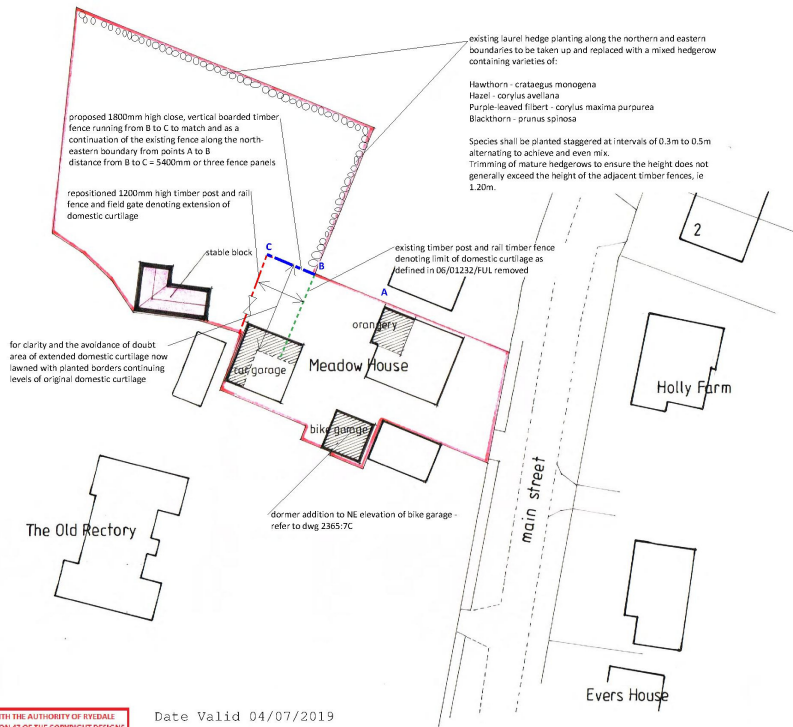 existing laurel hedge planting along the northern and eastern
boundaries to be taken up and replaced with a mixed hedgerow
containing varieties of:
Hawthorn - crataegus monogena
Hazel - corylus avellana
Purple-leaved filbert - corylus maxima purpurea
Blackthorn - prunus spinosa
Species shall be planted staggered at intervals of 0.3m to 0.5m
alternating to achieve and even mix.
Trimming of mature hedgerows to ensure the height does not
generally exceed the height of the adjacent timber fences, ie
1.20m.
proposed 1800mm high close, vertical boarded timber
fence running from B to C to match and as a
continuation of the existing fence along the north-
eastern boundary from points A to B
distance from B to C = 5400mm or three fence panels
repositioned 1200mm high timber post and rail
fence and field gate denoting extension of
domestic curtilage
2
C
stable block
existing timber post and rail timber fence
denoting limit of domestic curtilage as
defined in 06/01232/FUL removed
B
A
orangery
for clarity and the avoidance of doubt
area of extended domestic curtilage now
lawned with planted borders continuing
levels of original domestic curtilage
car garage
Meadow House
Holly Farm
bike garage
main street
dormer addition to NE elevation of bike garage -
refer to dwg 2365:7C
The Old Rectory
Evers House
Date Valid 04/07/2019
TH THE AUTHORITY OF RYEDALE
ON 47 OF THE COPYRIGHT DESIGNS